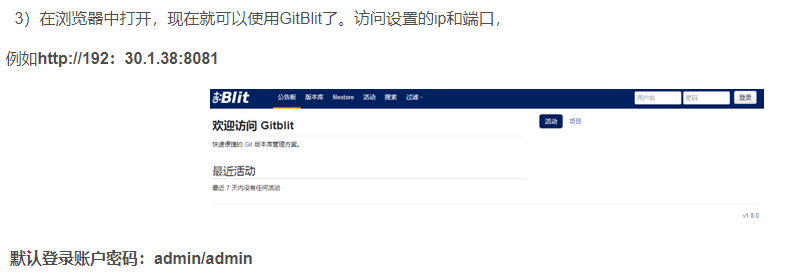 3）在浏览器中打开，现在就可以使用GitBlit了。访问设置的ip和端口，
例如http://192：30.1.38:8081
Blit 公告板 版本库 filestore 活动 搜索 过滤 用户名 密码 登录
欢迎访问 Gitblit 活动 项目
快速便捷的 Git 版本库管理方案。
最近活动
最近 7 天内没有任何活动
v1.8.0
默认登录账户密码：admin/admin